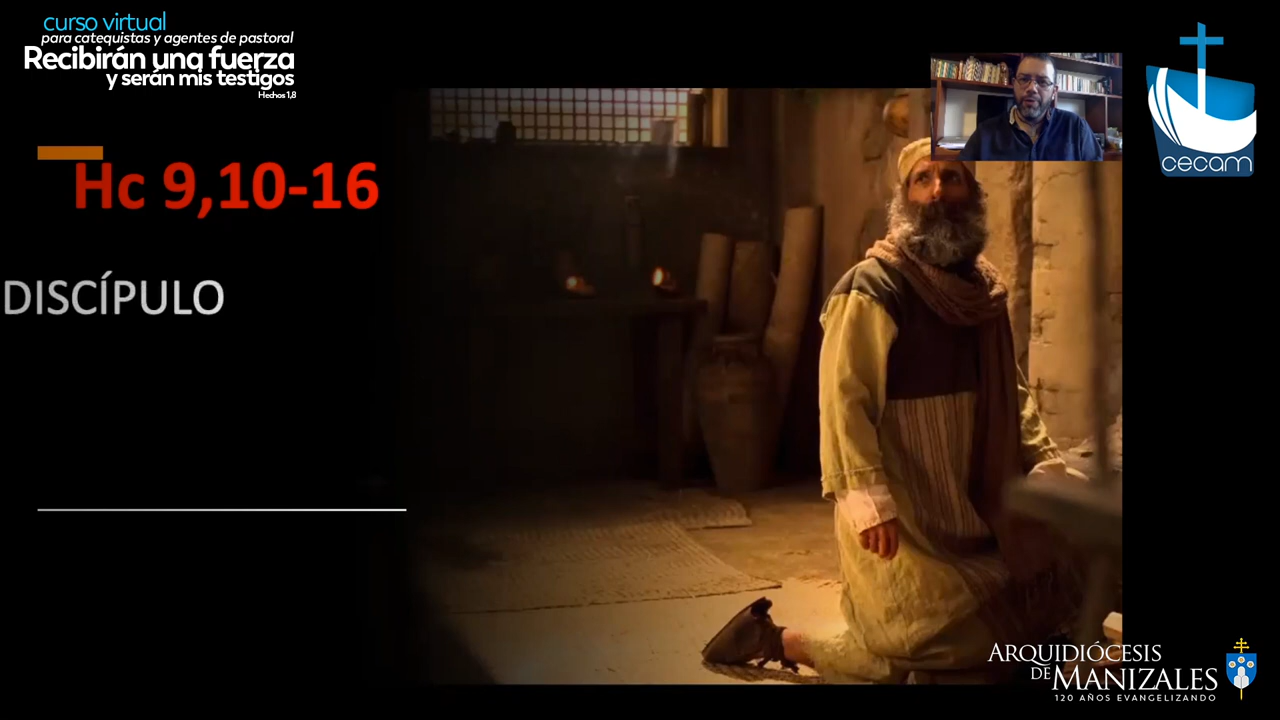 curso virtual
para catequistas y agentes de pastoral
Recibirán una fuerza
y serán mis testigos
Hechos 1,8
cecam
Hc 9,10-16
DISCÍPULO
ARQUIDIÓCESIS
DE MANIZALES
120 AÑOS EVANGELIZANDO